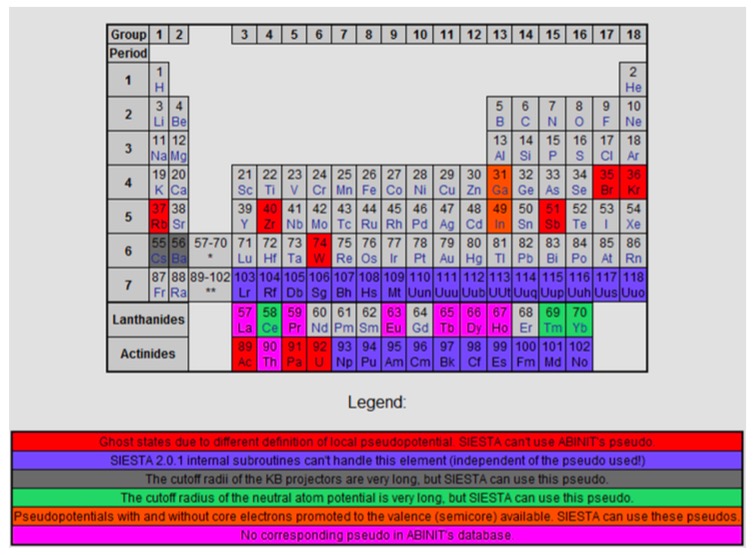 Group 1 2 3 4 5 6 7 8 9 10 11 12 13 14 15 16 17 18
Period
1 1 2
H He
2 3 4 5 6 7 8 9 10
Li Be B C N O F Ne
3 11 12 13 14 15 16 17 18
Na Mg Al Si P S Cl Ar
4 19 20 21 22 23 24 25 26 27 28 29 30 31 32 33 34 35 36
K Ca Sc Ti V Cr Mn Fe Co Ni Cu Zn Ga Ge As Se Br Kr
5 37 38 39 40 41 42 43 44 45 46 47 48 49 50 51 52 53 54
Rb Sr Y Zr Nb Mo Tc Ru Rh Pd Ag Cd In Sn Sb Te I Xe
6 55 56 57-70 71 72 73 74 75 76 77 78 79 80 81 82 83 84 85 86
Cs Ba * Lu Hf Ta W Re Os Ir Pt Au Hg Tl Pb Bi Po At Rn
7 87 88 89-102 103 104 105 106 107 108 109 110 111 112 113 114 115 116 117 118
Fr Ra ** Lr Rf Db Sg Bh Hs Mt Uun Uuu Uub UUt Uuq Uup Uuh Uus Uuo
Lanthanides 57 58 59 60 61 62 63 64 65 66 67 68 69 70
La Ce Pr Nd Pm Sm Eu Gd Tb Dy Ho Er Tm Yb
Actinides 89 90 91 92 93 94 95 96 97 98 99 100 101 102
Ac Th Pa U Np Pu Am Cm Bk Cf Es Fm Md No
Legend:
Ghost states due to different definition of local pseudopotential. SIESTA can't use ABINIT's pseudo.
SIESTA 2.0.1 internal subroutines can't handle this element (independent of the pseudo used!)
The cutoff radii of the KB projectors are very long, but SIESTA can use this pseudo.
The cutoff radius of the neutral atom potential is very long, but SIESTA can use this pseudo.
Pseudopotentials with and without core electrons promoted to the valence (semicore) available. SIESTA can use these pseudos.
No corresponding pseudo in ABINIT's database.